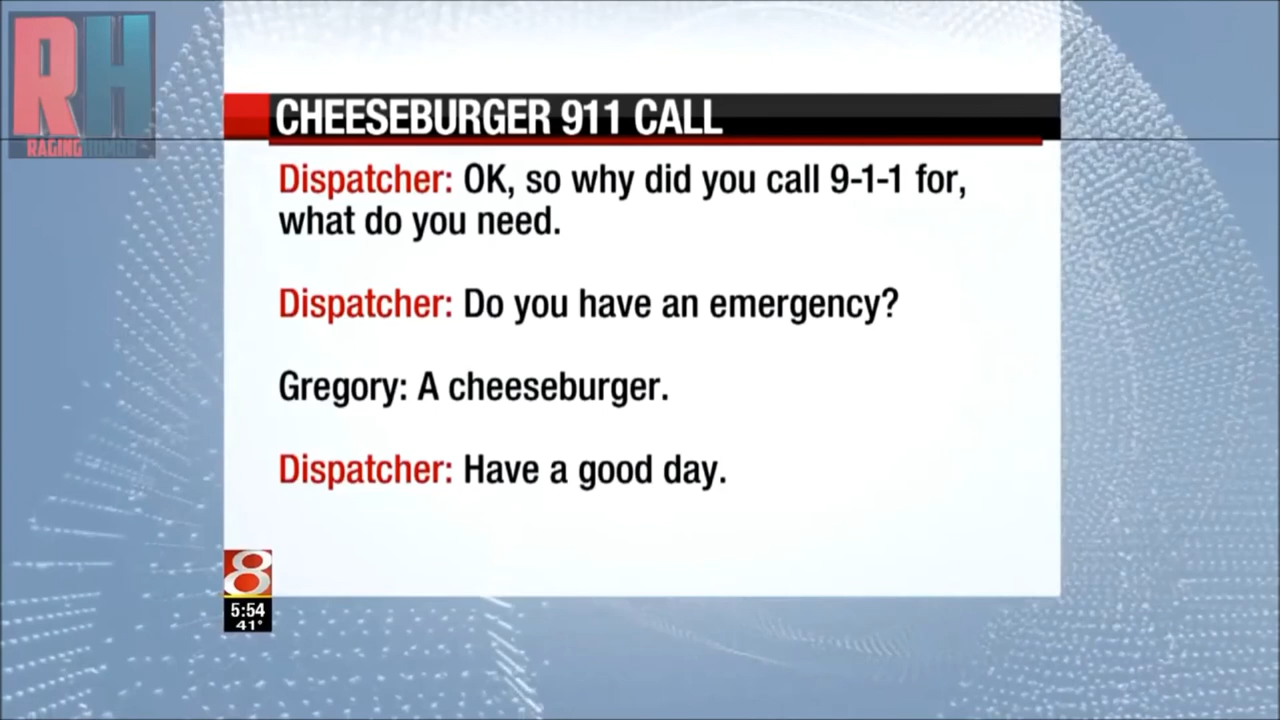 RH
RAGING
CHEESEBURGER 911 CALL
Dispatcher: OK, so why did you call 9-1-1 for,
what do you need.
Dispatcher: Do you have an emergency?
Gregory: A cheeseburger.
Dispatcher: Have a good day.
8
5:54
41°